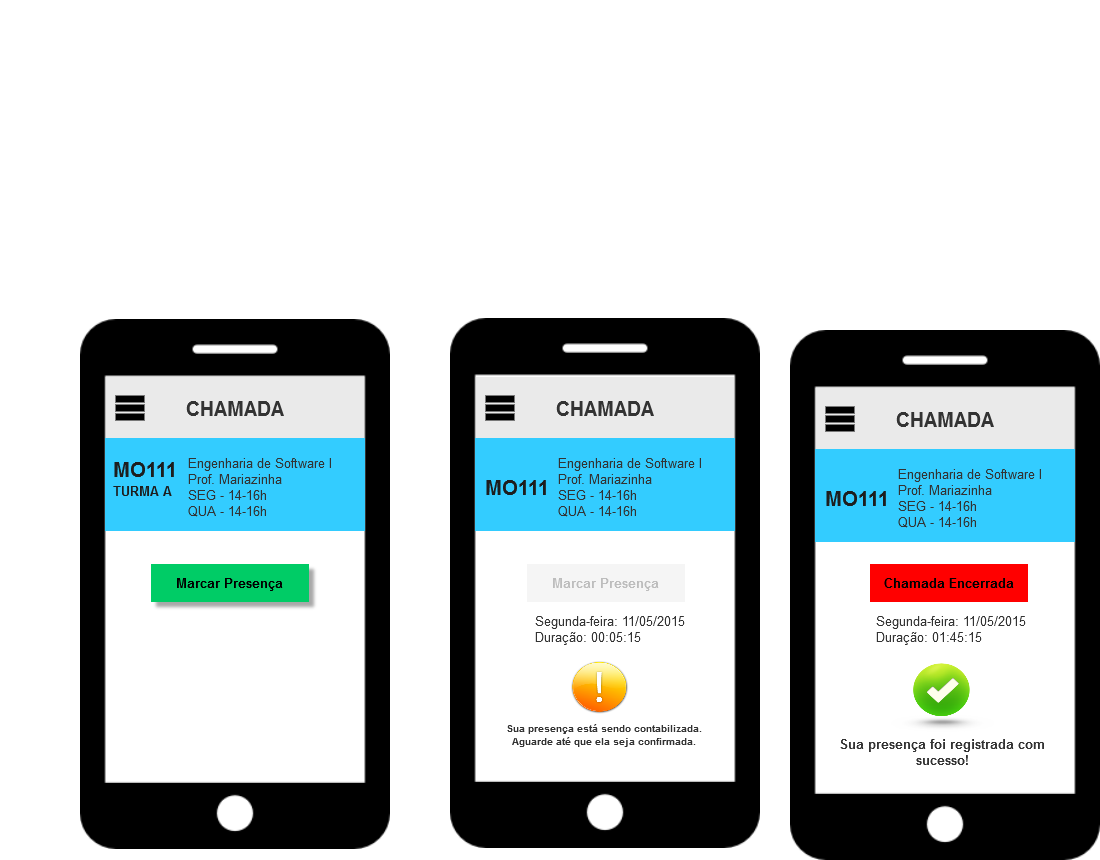 CHAMADA
MO111
TURMA A
Engenharia de Software I
Prof. Mariazinha
SEG - 14-16h
QUA - 14-16h
Marcar Presença
CHAMADA
MO111
Engenharia de Software I
Prof. Mariazinha
SEG - 14-16h
QUA - 14-16h
Marcar Presença
Segunda-feira: 11/05/2015
Duração: 00:05:15
Sua presença está sendo contabilizada.
Aguarde até que ela seja confirmada.
CHAMADA
MO111
Engenharia de Software I
Prof. Mariazinha
SEG - 14-16h
QUA - 14-16h
Chamada Encerrada
Segunda-feira: 11/05/2015
Duração: 01:45:15
Sua presença foi registrada com
sucesso!